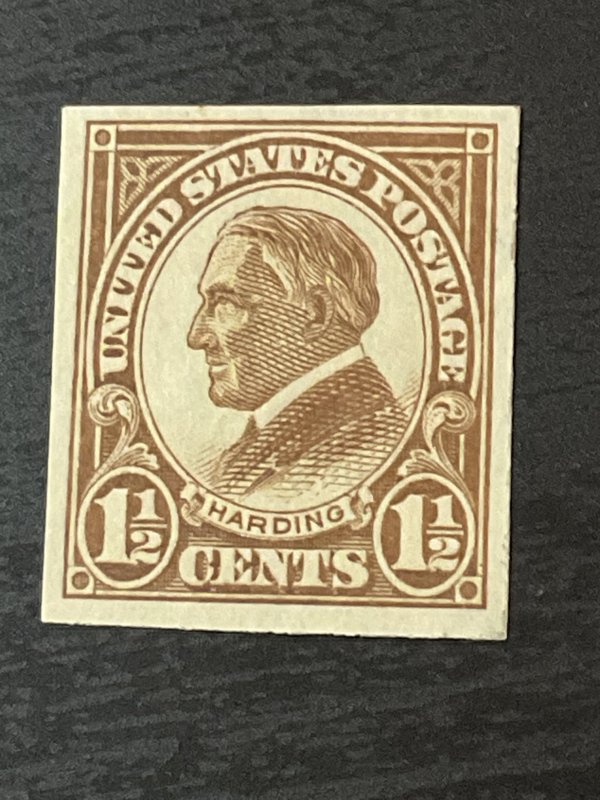 UNITED STATES POSTAGE
HARDING
1½ CENTS 1½